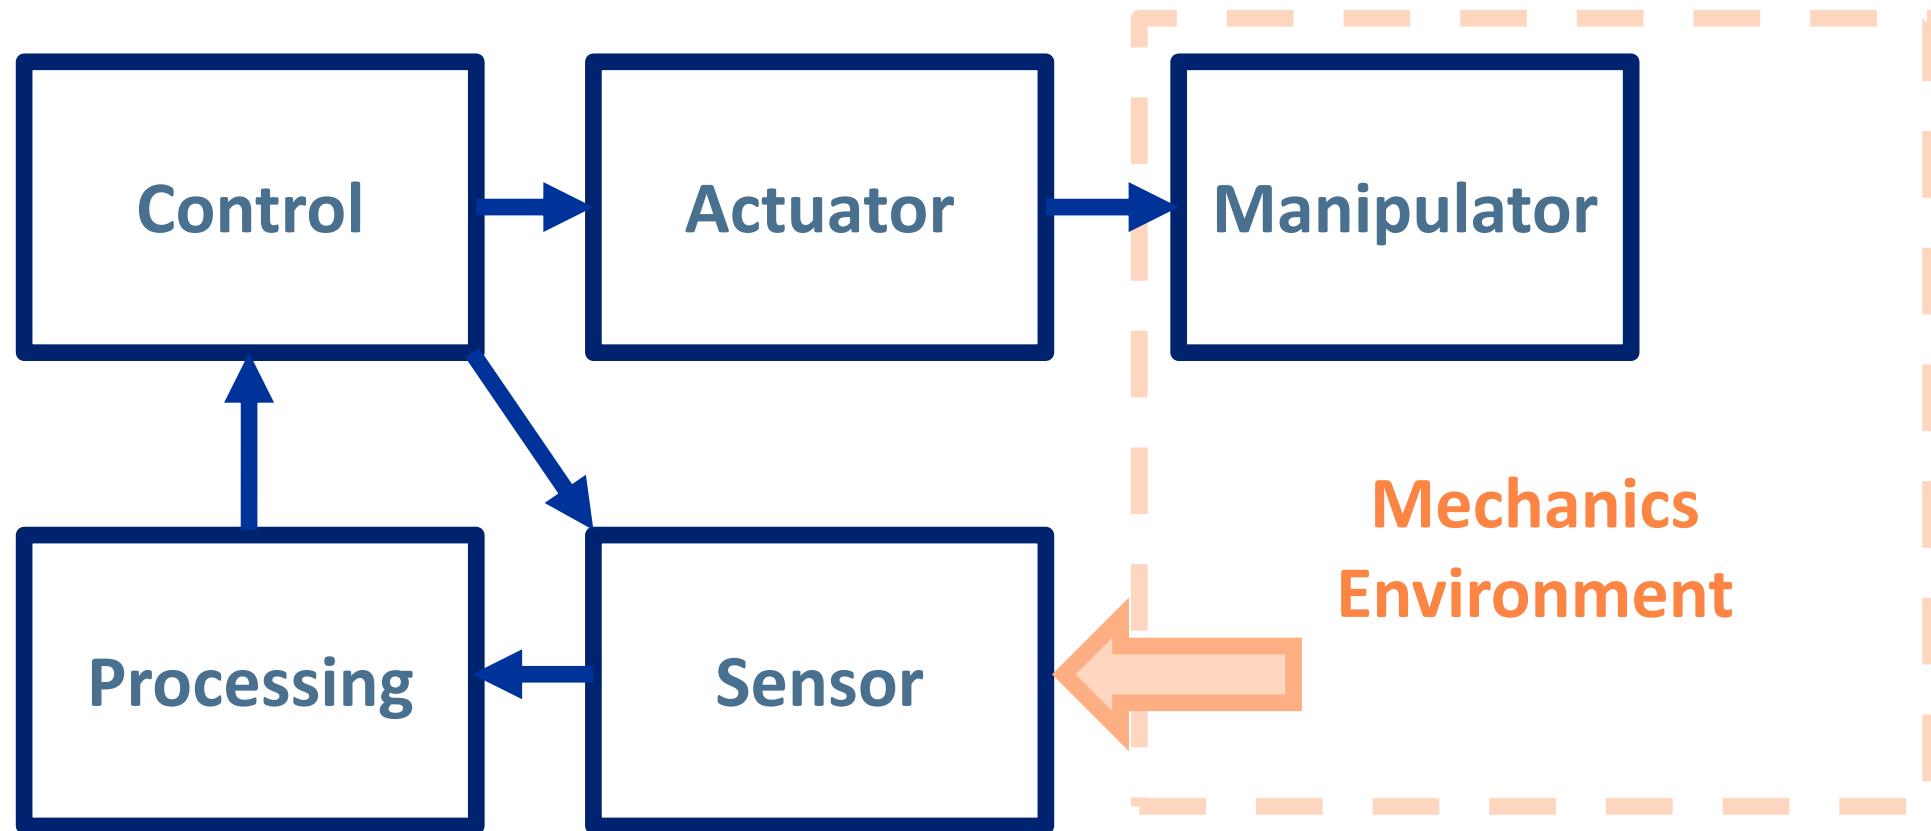 Control
Actuator
Manipulator
Mechanics
Environment
Processing
Sensor